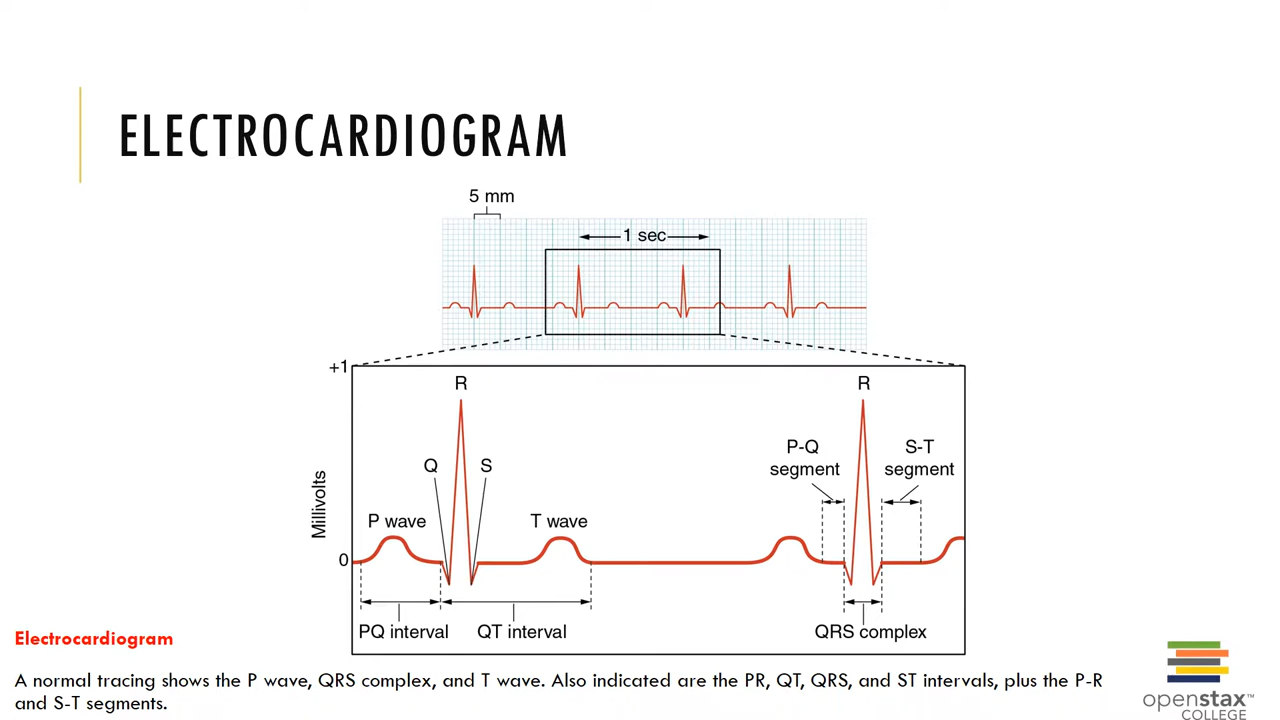 ELECTROCARDIOGRAM
5 mm
1 sec
+1
R
R
P-Q
segment
S-T
segment
Q
S
Millivolts
P wave
T wave
0
PQ interval
QT interval
QRS complex
Electrocardiogram
A normal tracing shows the P wave, QRS complex, and T wave. Also indicated are the PR, QT, QRS, and ST intervals, plus the P-R
and S-T segments.
openstax
COLLEGE